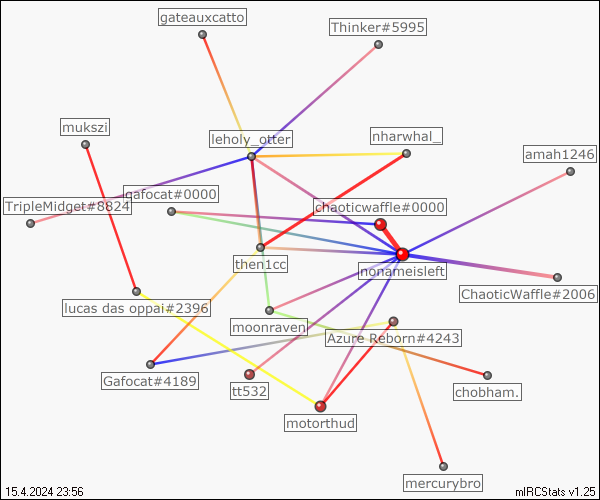 gateauxcatto
Thinker#5995
mukszi
leholy_otter
nharwhal_
amah1246
gafocat#0000
TripleMidget#8824
chaoticwaffle#0000
then1cc
nonameisleft
ChaoticWaffle#2006
lucas das oppai#2396
moonraven
Azure Reborn#4243
Gafocat#4189
tt532
chobham.
motorthud
mercurybro
15.4.2024 23:56
mIRCStats v1.25